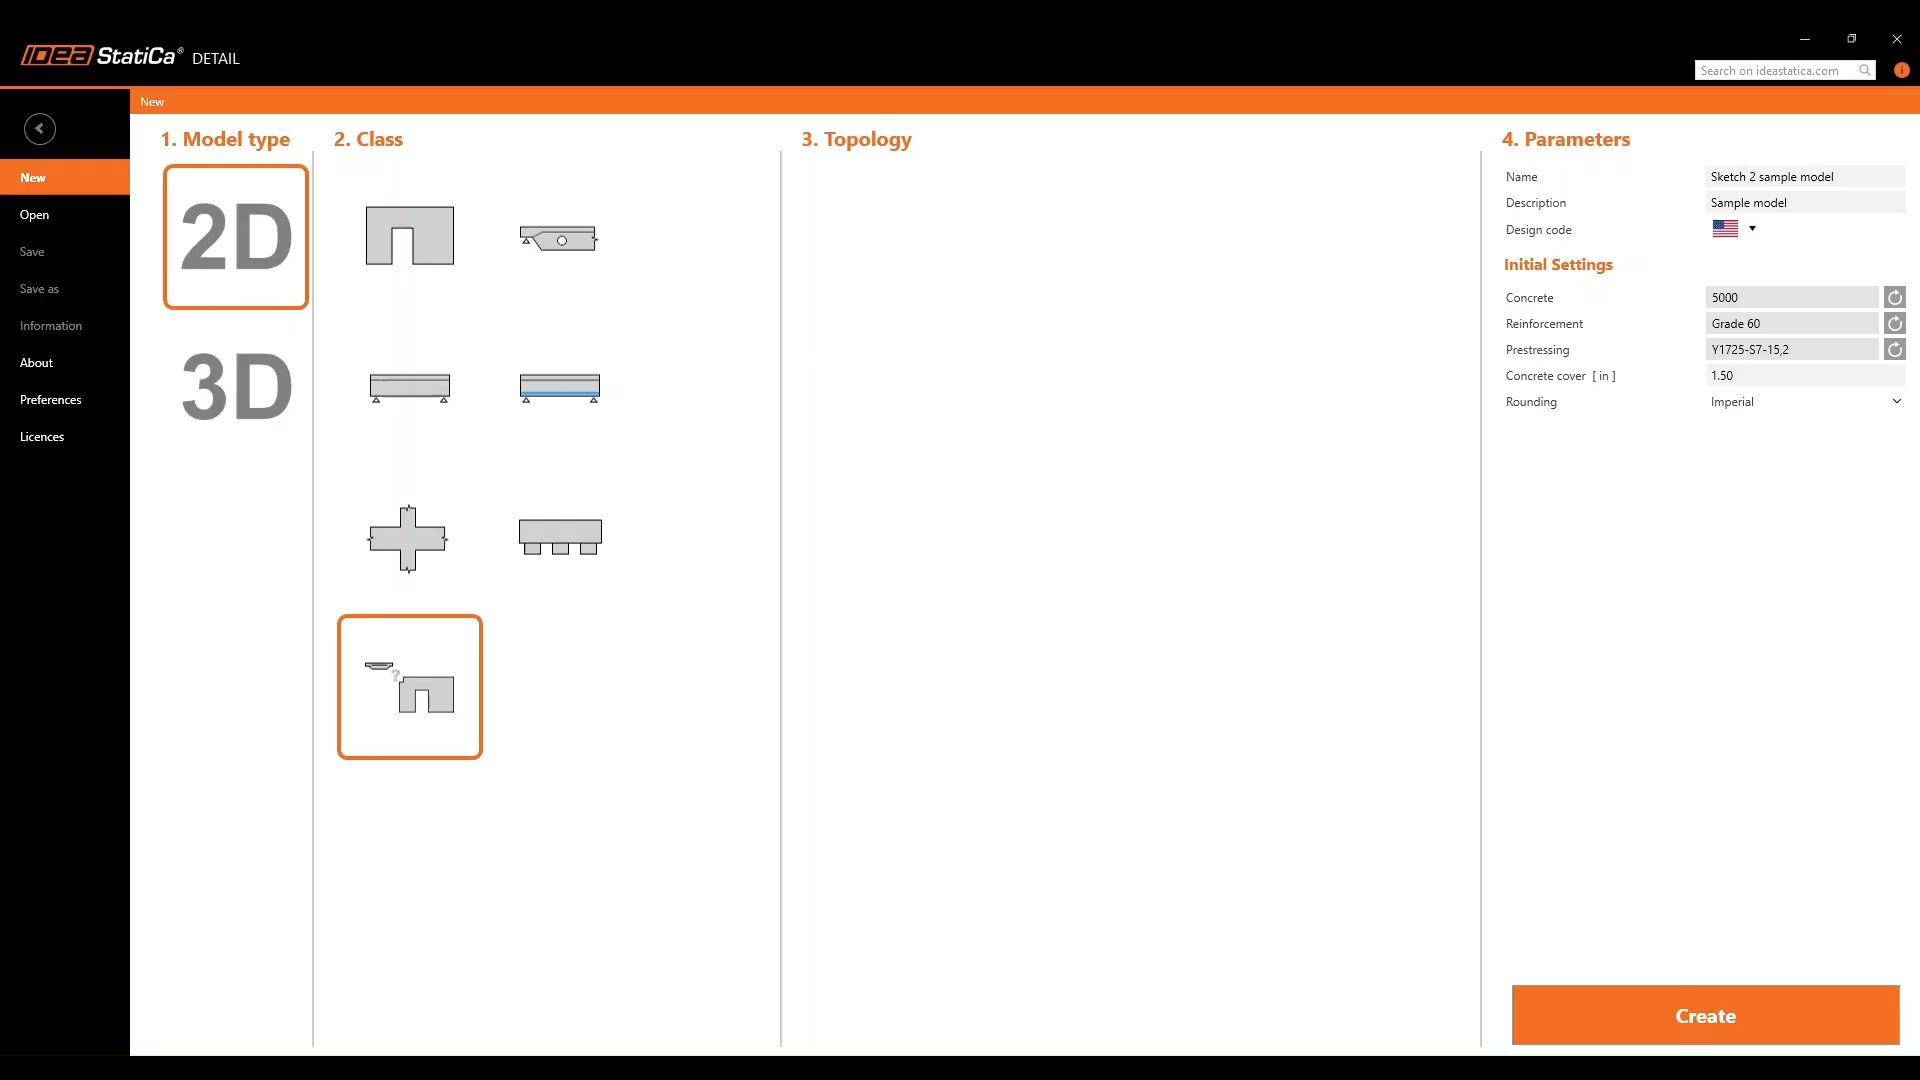 IDEA StatiCa® DETAIL
Search on ideastatica.com
i
New
1. Model type
2. Class
3. Topology
4. Parameters
New
Open
Save
Save as
Information
About
Preferences
Licences
2D
3D
?
Name Sketch 2 sample model
Description Sample model
Design code
Initial Settings
Concrete 5000
Reinforcement Grade 60
Prestressing Y1725-S7-15,2
Concrete cover [ in ] 1.50
Rounding Imperial
Create